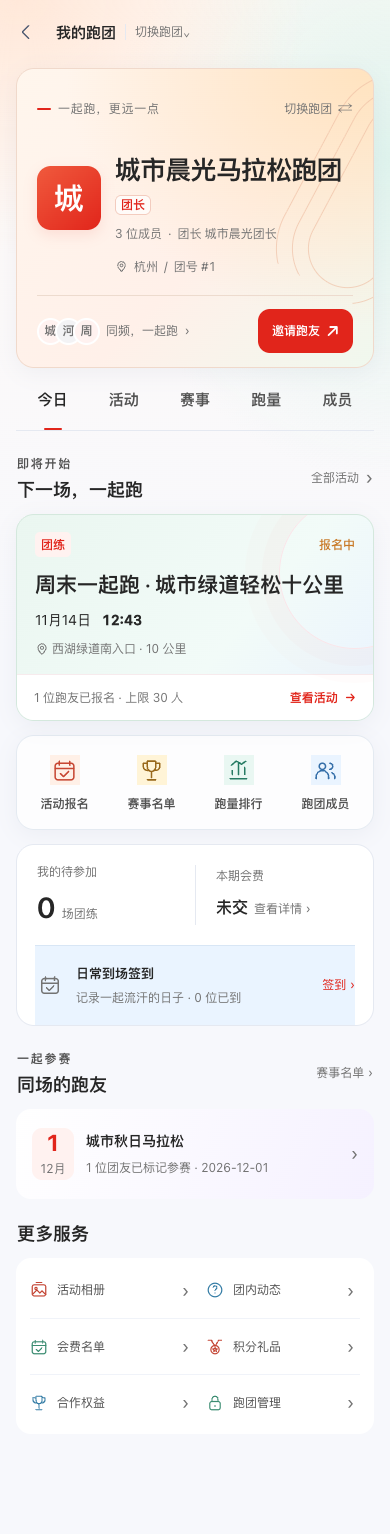 我的跑团 切换跑团
一起跑，更远一点 切换跑团
城
城市晨光马拉松跑团
团长
3 位成员 · 团长 城市晨光团长
杭州 / 团号 #1
城 河 周 同频，一起跑 ›
邀请跑友
今日 活动 赛事 跑量 成员
即将开始
下一场，一起跑
全部活动 ›
团练 报名中
周末一起跑 · 城市绿道轻松十公里
11月14日 12:43
西湖绿道南入口 · 10 公里
1 位跑友已报名 · 上限 30 人 查看活动 →
活动报名 赛事名单 跑量排行 跑团成员
我的待参加 本期会费
0 场团练 未交 查看详情 ›
日常到场签到
记录一起流汗的日子 · 0 位已到
签到 ›
一起参赛
同场的跑友
赛事名单 ›
1
12月
城市秋日马拉松
1 位团友已标记参赛 · 2026-12-01
›
更多服务
活动相册 › 团内动态 ›
会费名单 › 积分礼品 ›
合作权益 › 跑团管理 ›